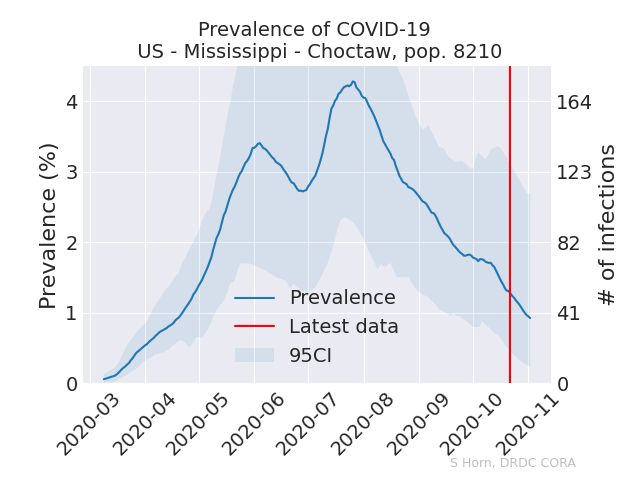 Prevalence of COVID-19
US - Mississippi - Choctaw, pop. 8210
Prevalence (%)
4
3
2
1
0
164
123
82
41
0
# of infections
Prevalence
Latest data
95CI
2020-03
2020-04
2020-05
2020-06
2020-07
2020-08
2020-09
2020-10
2020-11
S Horn, DRDC CORA